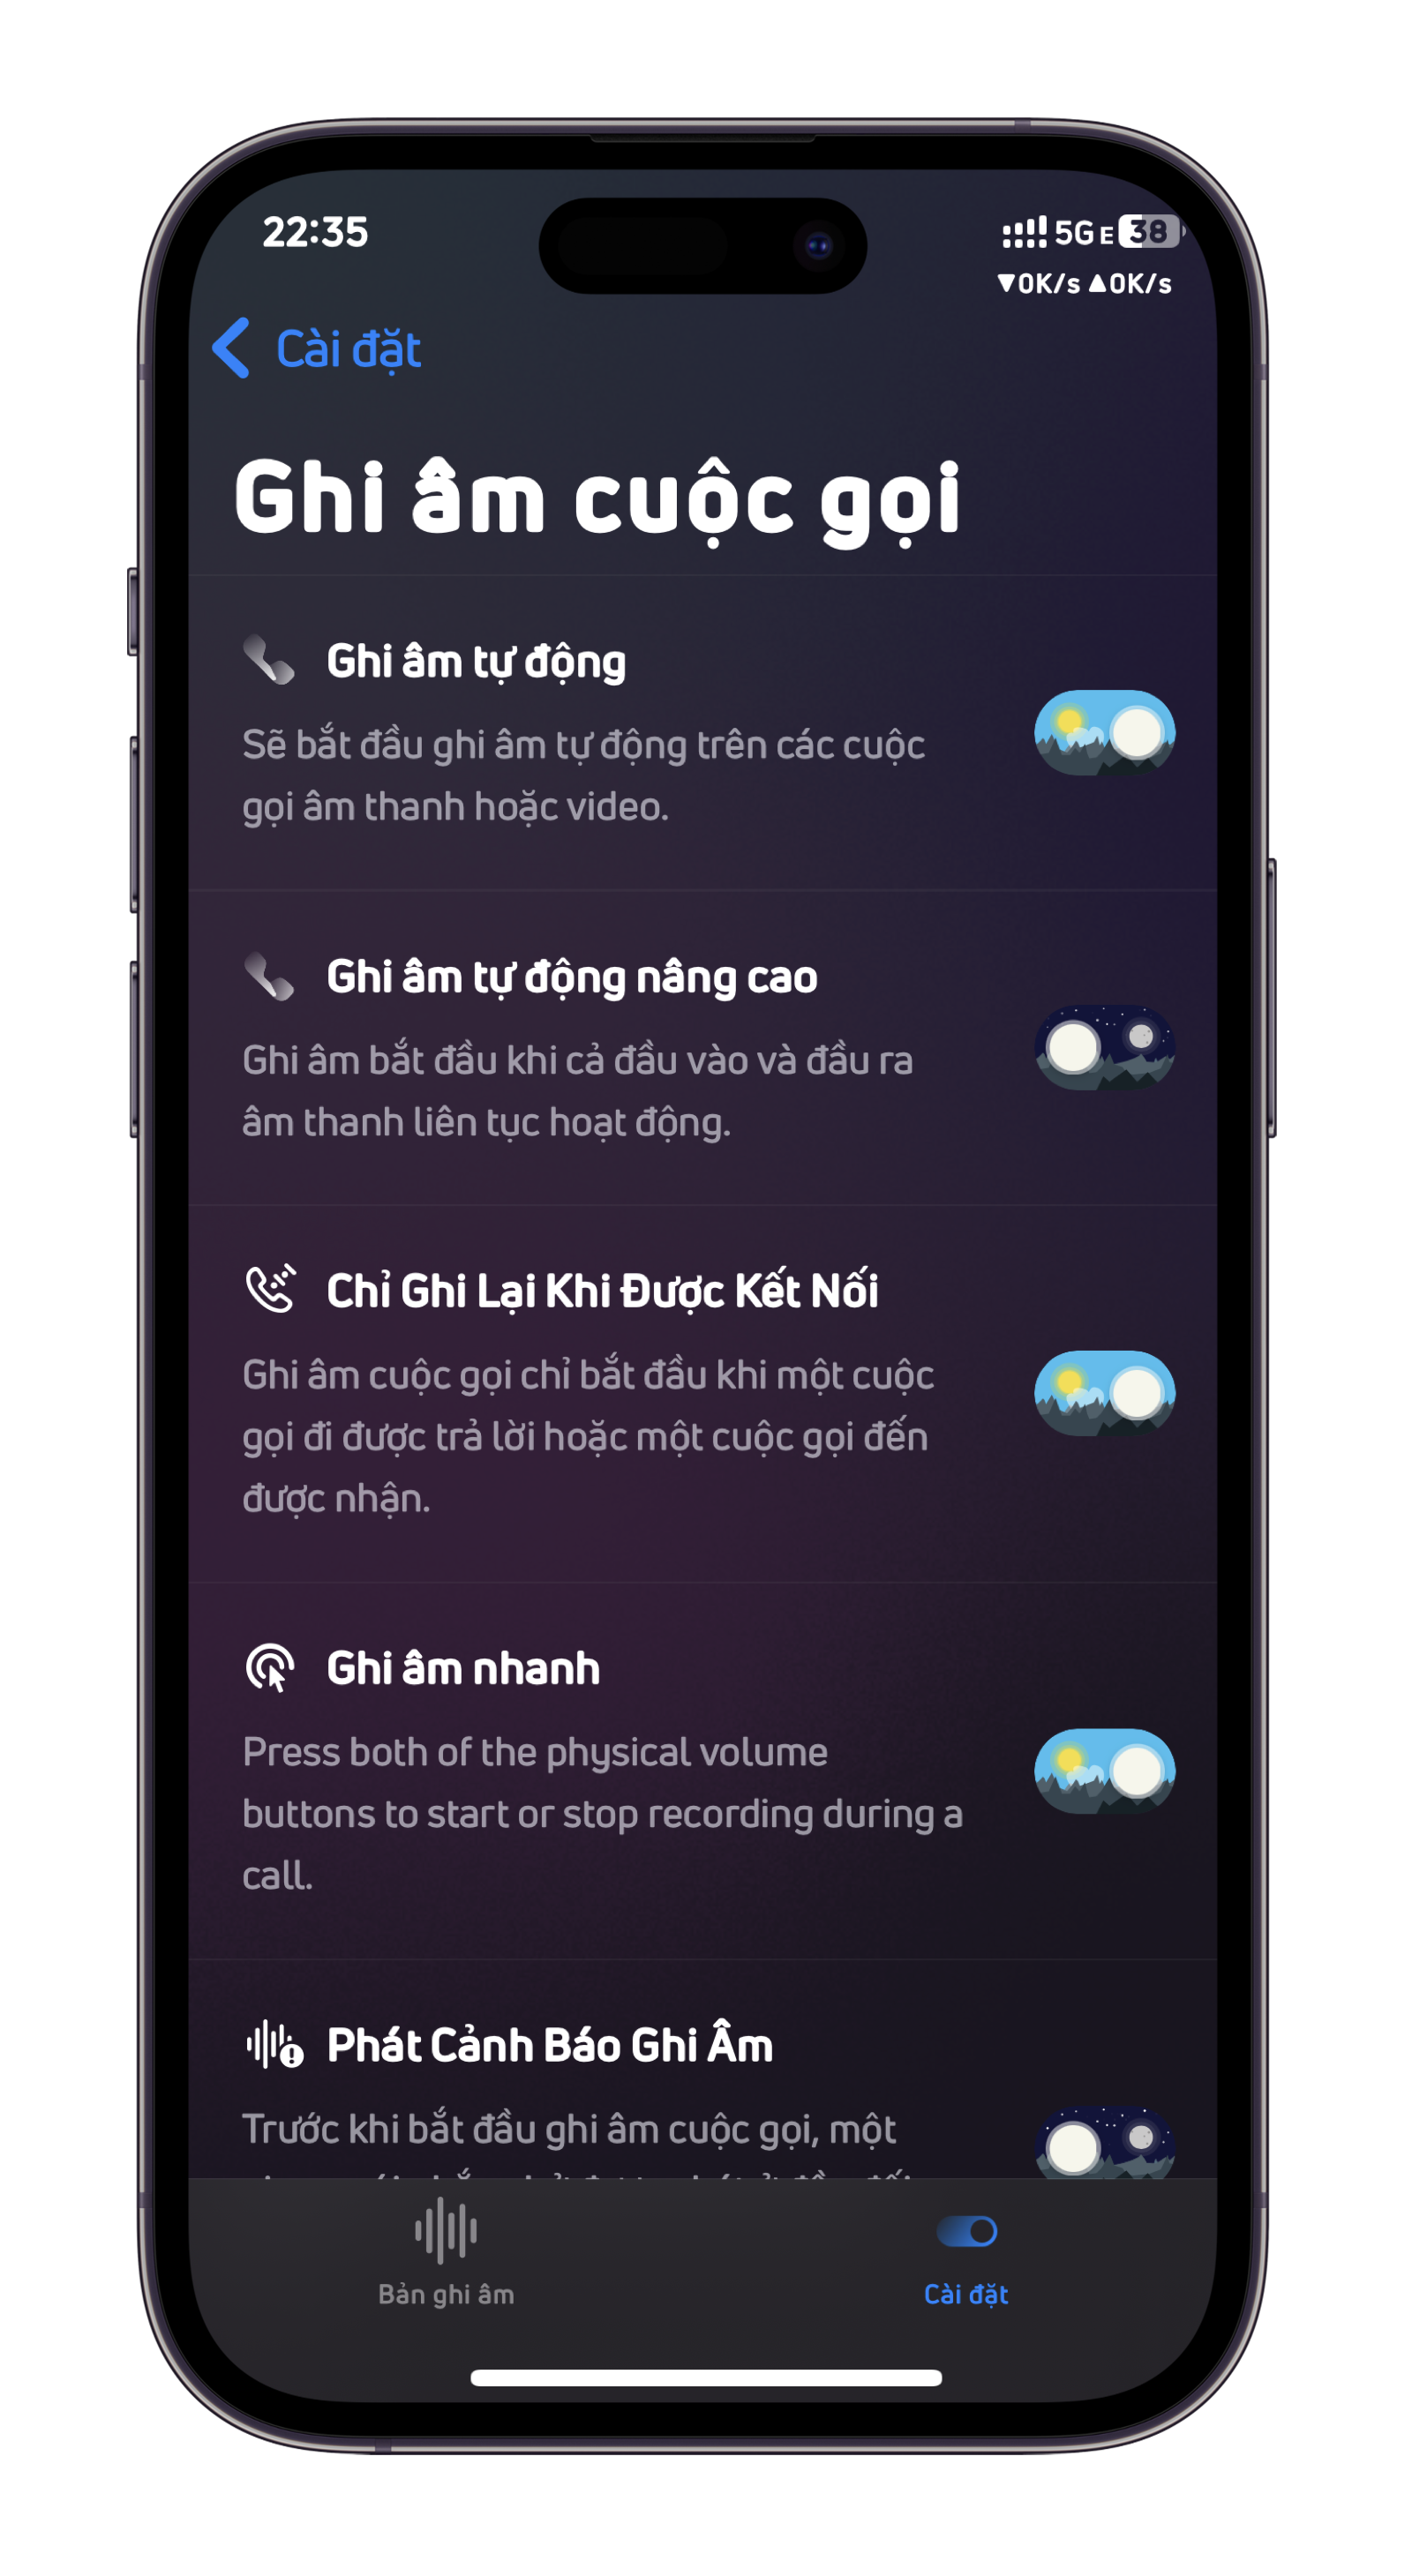 22:35
5G E 38
▼0K/s ▲0K/s
Cài đặt
Ghi âm cuộc gọi
Ghi âm tự động
Sẽ bắt đầu ghi âm tự động trên các cuộc
gọi âm thanh hoặc video.
Ghi âm tự động nâng cao
Ghi âm bắt đầu khi cả đầu vào và đầu ra
âm thanh liên tục hoạt động.
Chỉ Ghi Lại Khi Được Kết Nối
Ghi âm cuộc gọi chỉ bắt đầu khi một cuộc
gọi đi được trả lời hoặc một cuộc gọi đến
được nhận.
Ghi âm nhanh
Press both of the physical volume
buttons to start or stop recording during a
call.
Phát Cảnh Báo Ghi Âm
Trước khi bắt đầu ghi âm cuộc gọi, một
Bản ghi âm
Cài đặt